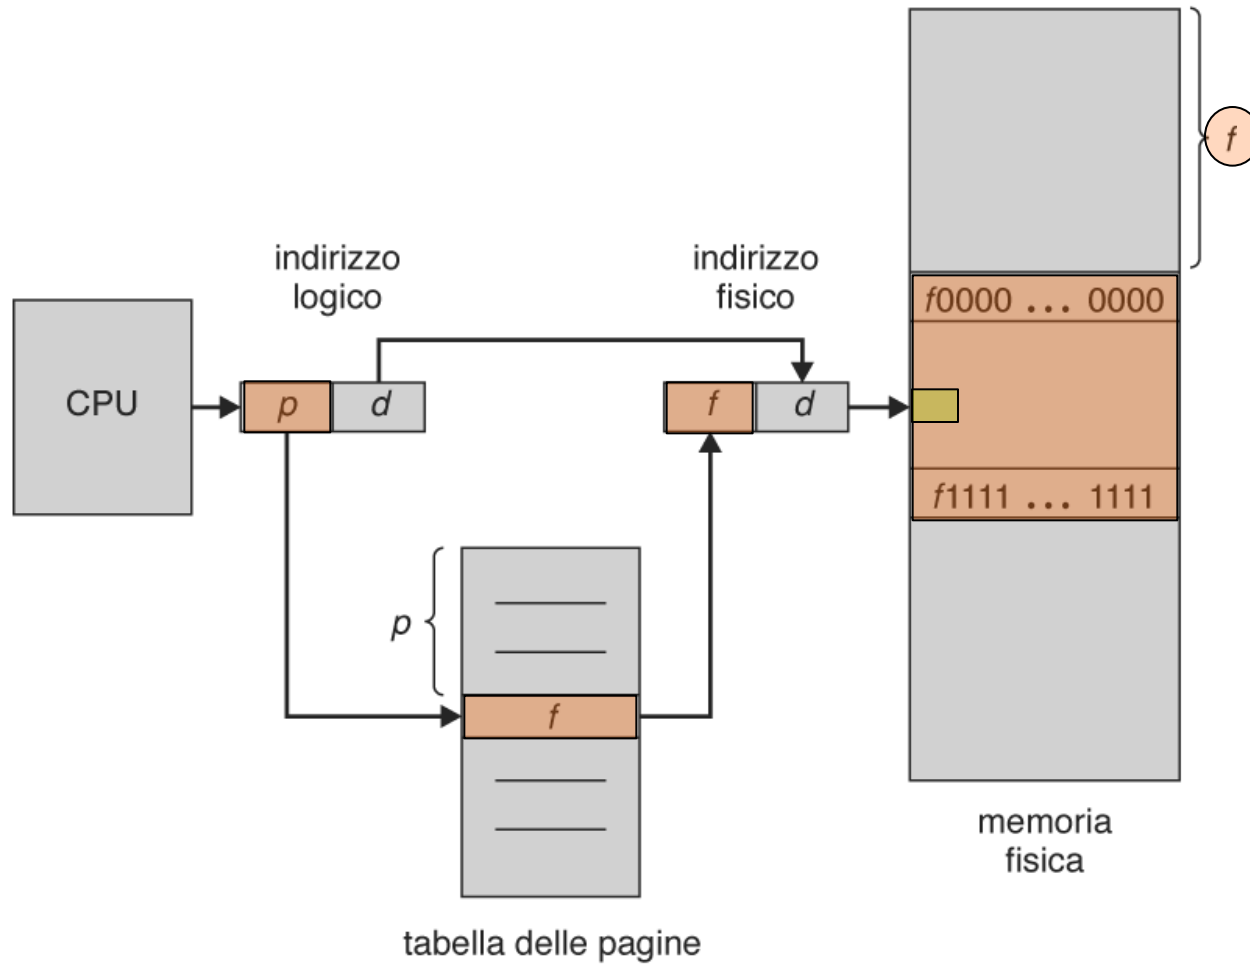 f
indirizzo
logico
indirizzo
fisico
f0000 ... 0000
CPU
p d
f d
f1111 ... 1111
p
f
memoria
fisica
tabella delle pagine